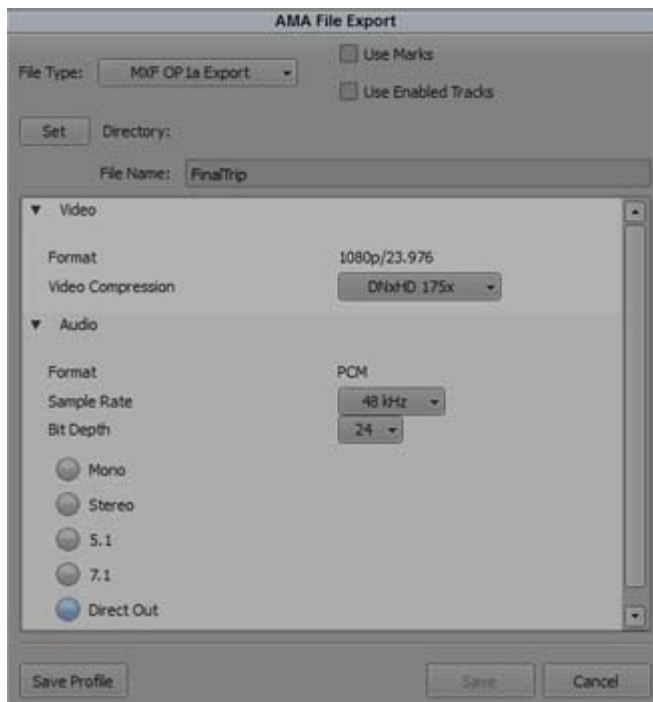 AMA File Export
File Type: MXF OP1a Export
Use Marks
Use Enabled Tracks
Set Directory:
File Name: FinalTrip
Video
Format 1080p/23.976
Video Compression DNxHD 175x
Audio
Format PCM
Sample Rate 48 kHz
Bit Depth 24
Mono
Stereo
5.1
7.1
Direct Out
Save Profile Save Cancel